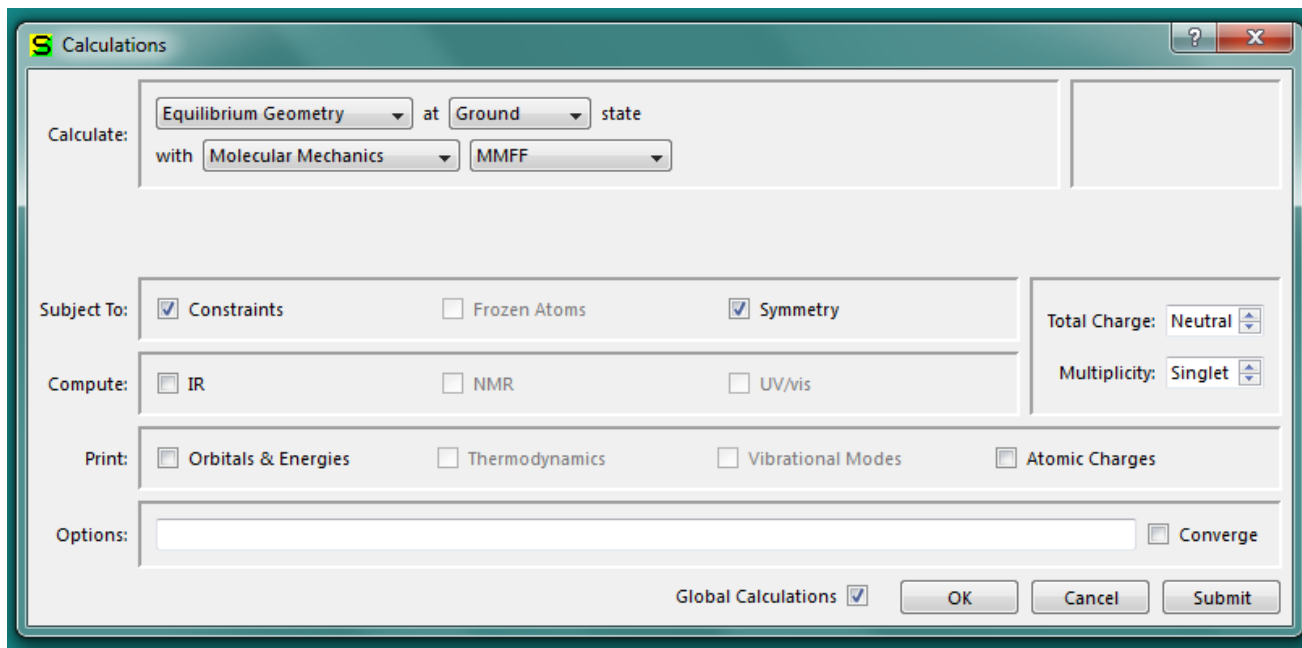 S Calculations ? X
Calculate: Equilibrium Geometry at Ground state
with Molecular Mechanics MMFF
Subject To: Constraints Frozen Atoms Symmetry
Total Charge: Neutral
Compute: IR NMR UV/vis
Multiplicity: Singlet
Print: Orbitals & Energies Thermodynamics Vibrational Modes Atomic Charges
Options: Converge
Global Calculations OK Cancel Submit